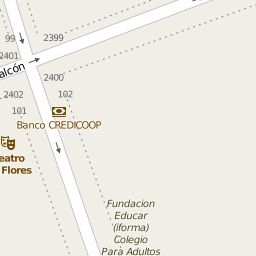 99
2399
2401
alcón
2400
2402
102
101
Banco CREDICOOP
eatro
Flores
Fundacion
Educar
(iforma)
Colegio
Para Adultos